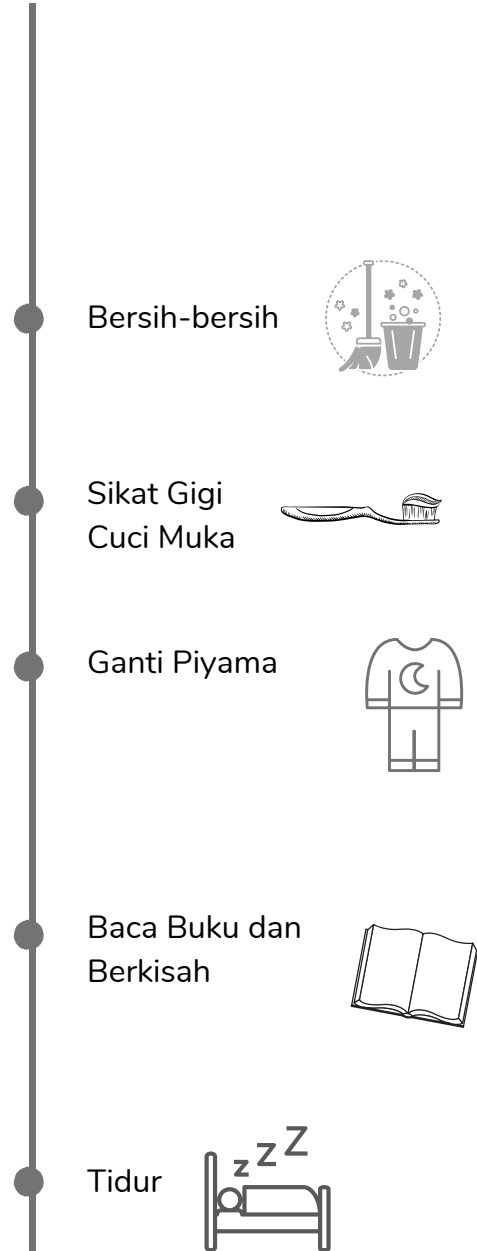 Bersih-bersih
Sikat Gigi
Cuci Muka
Ganti Piyama
Baca Buku dan
Berkisah
Tidur
z z Z